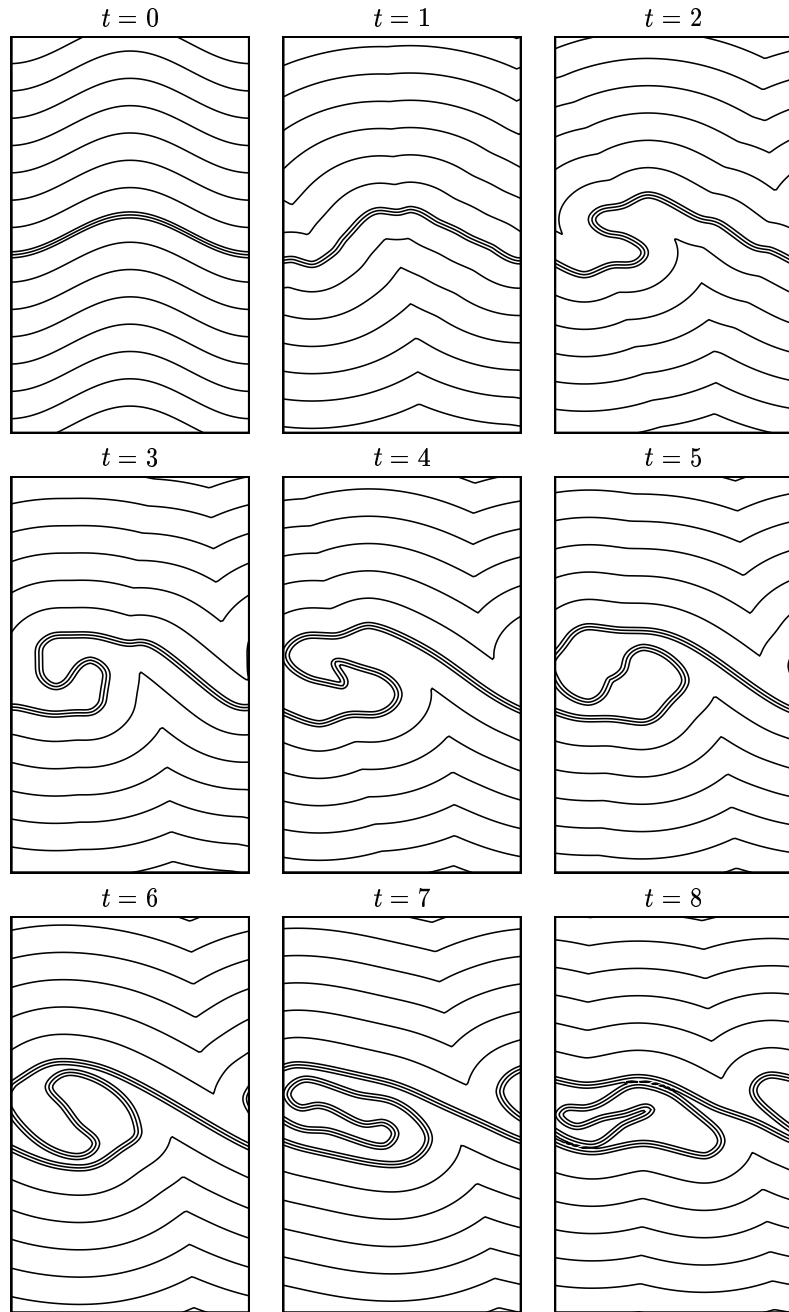 t = 0
t = 1
t = 2
t = 3
t = 4
t = 5
t = 6
t = 7
t = 8